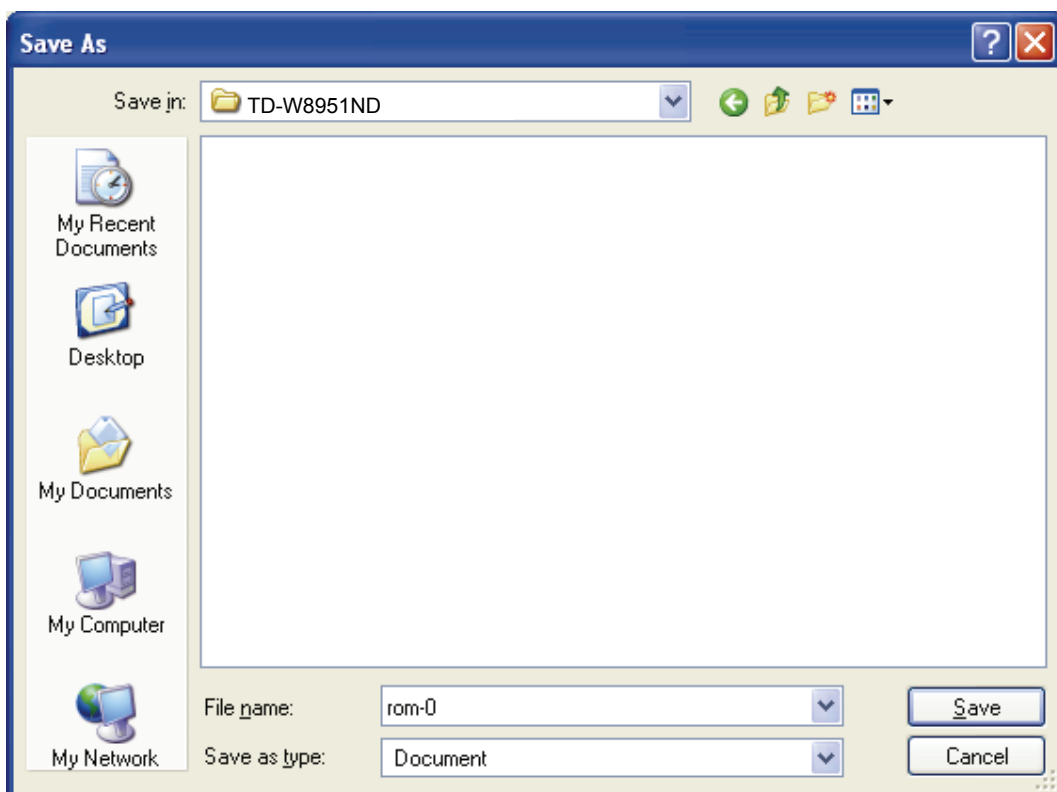 Save As
Save in:
TD-W8951ND
My Recent
Documents
Desktop
My Documents
My Computer
My Network
File name:
rom-0
Save
Save as type:
Document
Cancel